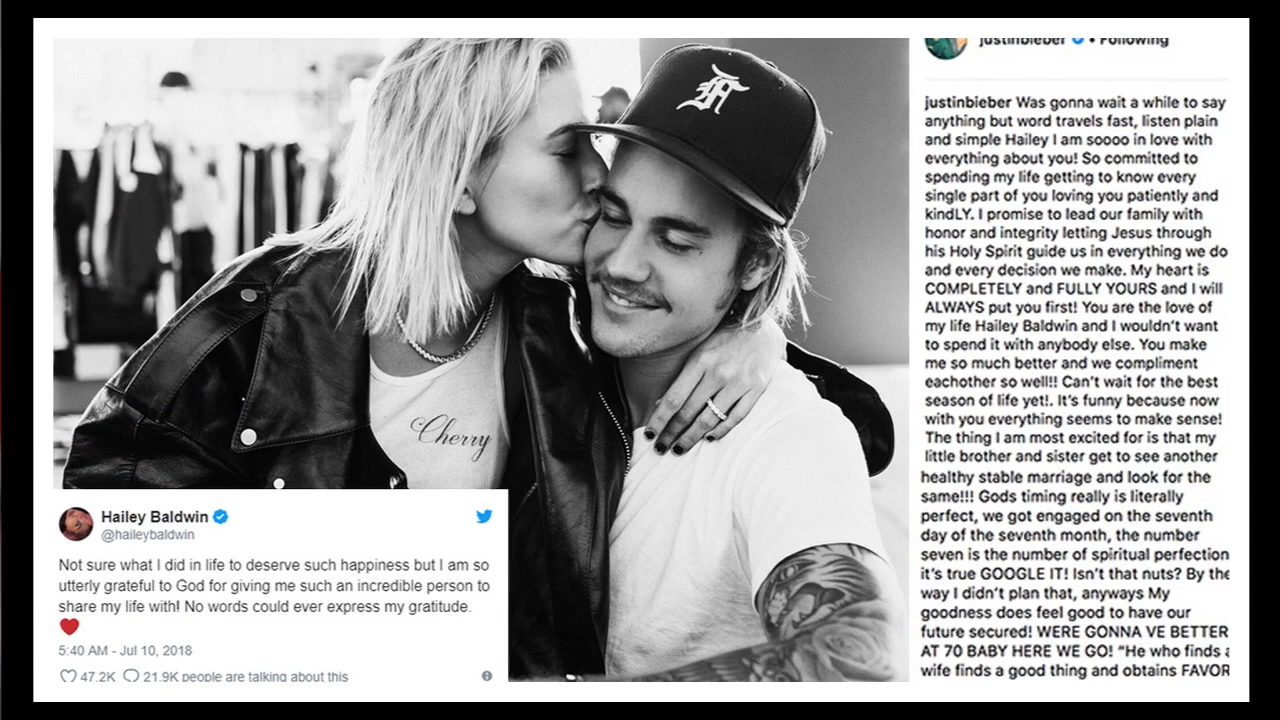 justinbieber • Following
justinbieber Was gonna wait a while to say
anything but word travels fast, listen plain
and simple Hailey I am soooo in love with
everything about you! So committed to
spending my life getting to know every
single part of you loving you patiently and
kindLY. I promise to lead our family with
honor and integrity letting Jesus through
his Holy Spirit guide us in everything we do
and every decision we make. My heart is
COMPLETELY and FULLY YOURS and I will
ALWAYS put you first! You are the love of
my life Hailey Baldwin and I wouldn't want
to spend it with anybody else. You make
me so much better and we compliment
eachother so well!! Can't wait for the best
season of life yet!. It's funny because now
with you everything seems to make sense!
The thing I am most excited for is that my
little brother and sister get to see another
healthy stable marriage and look for the
same!!! Gods timing really is literally
perfect, we got engaged on the seventh
day of the seventh month, the number
seven is the number of spiritual perfection
it's true GOOGLE IT! Isn't that nuts? By the
way I didn't plan that, anyways My
goodness does feel good to have our
future secured! WERE GONNA VE BETTER
AT 70 BABY HERE WE GO! "He who finds a
wife finds a good thing and obtains FAVOR
Cherry
Hailey Baldwin
@haileybaldwin
Not sure what I did in life to deserve such happiness but I am so
utterly grateful to God for giving me such an incredible person to
share my life with! No words could ever express my gratitude.
❤️
5:40 AM - Jul 10, 2018
47.2K 21.9K people are talking about this